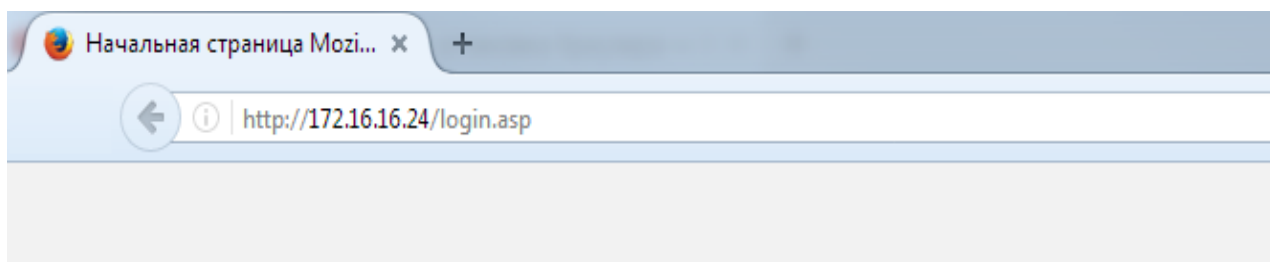 Начальная страница Mozi...
http://172.16.16.24/login.asp